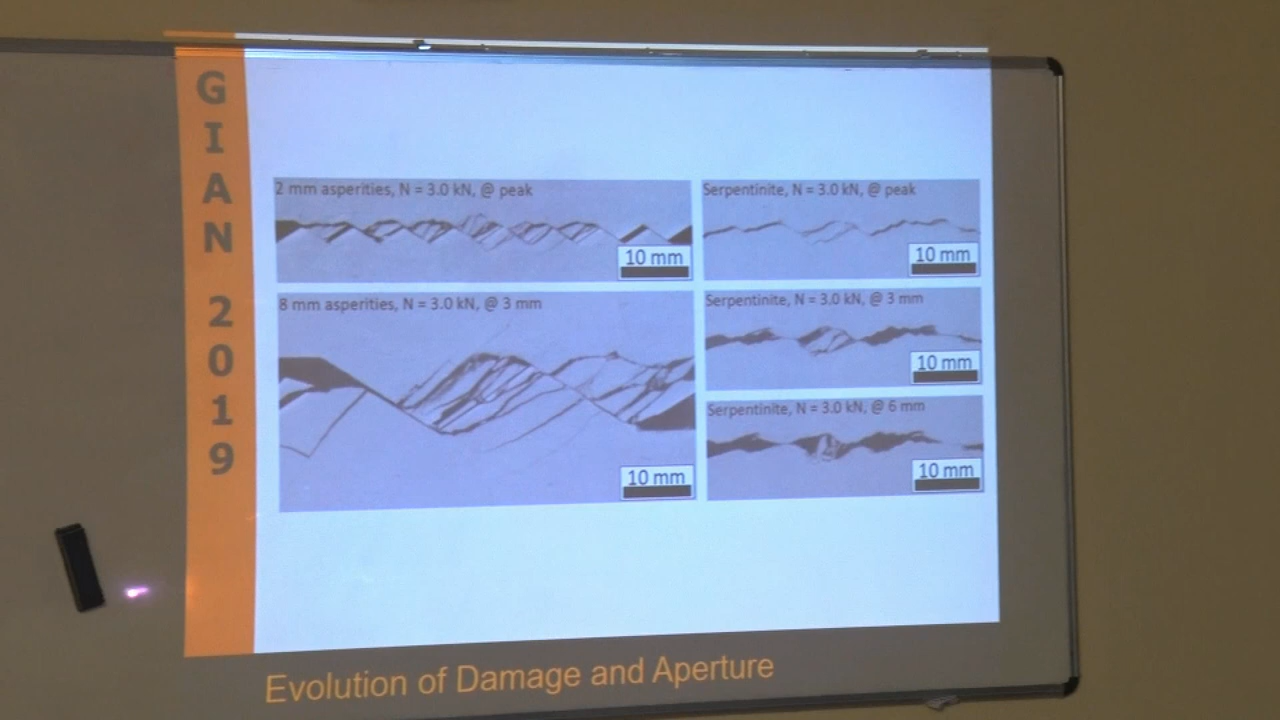 GIAN 2019
2 mm asperities, N = 3.0 kN, @ peak
10 mm
8 mm asperities, N = 3.0 kN, @ 3 mm
10 mm
Serpentinite, N = 3.0 kN, @ peak
10 mm
Serpentinite, N = 3.0 kN, @ 3 mm
10 mm
Serpentinite, N = 3.0 kN, @ 6 mm
10 mm
Evolution of Damage and Aperture